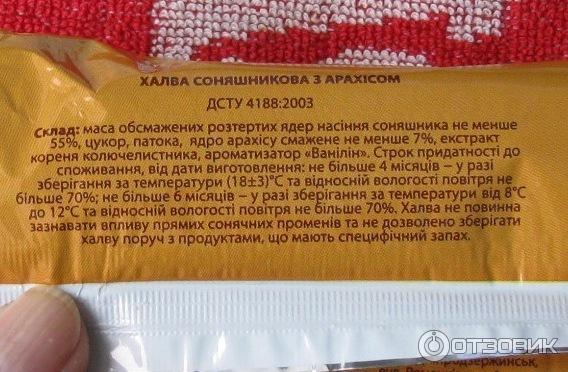 ХАЛВА СОНЯШНИКОВА З АРАХІСОМ
ДСТУ 4188:2003
Склад: маса обсмажених розтертих ядер насіння соняшника не менше
55%, цукор, патока, ядро арахісу смажене не менше 7%, екстракт
кореня колючелистника, ароматизатор «Ванілін». Строк придатності до
споживання, від дати виготовлення: не більше 4 місяців – у разі
зберігання за температури (18±3)°С та відносної вологості повітря не
більше 70%; не більше 6 місяців – у разі зберігання за температури від 8°С
до 12°С та відносній вологості повітря не більше 70%. Халва не повинна
зазнавати впливу прямих сонячних променів та не дозволено зберігати
халву поруч з продуктами, що мають специфічний запах.
ОТЗОВИК